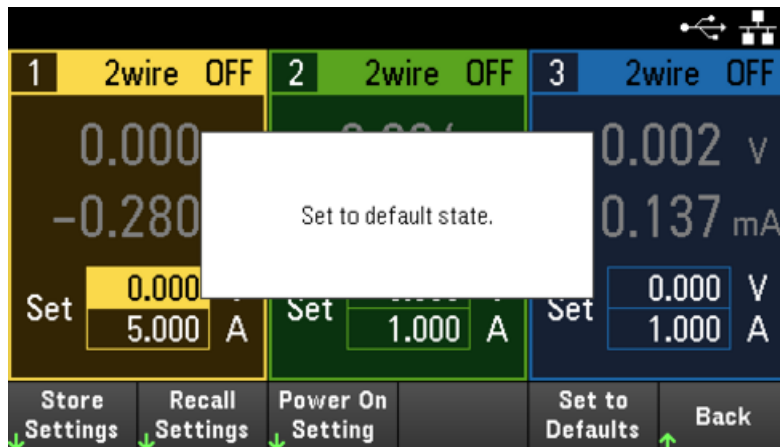 1 2wire OFF 2 2wire OFF 3 2wire OFF
0.000 0.002 V
-0.280 0.137 mA
Set to default state.
Set 0.000 Set Set 0.000 V
5.000 A 1.000 A 1.000 A
Store Recall Power On Set to Back
Settings Settings Setting Defaults